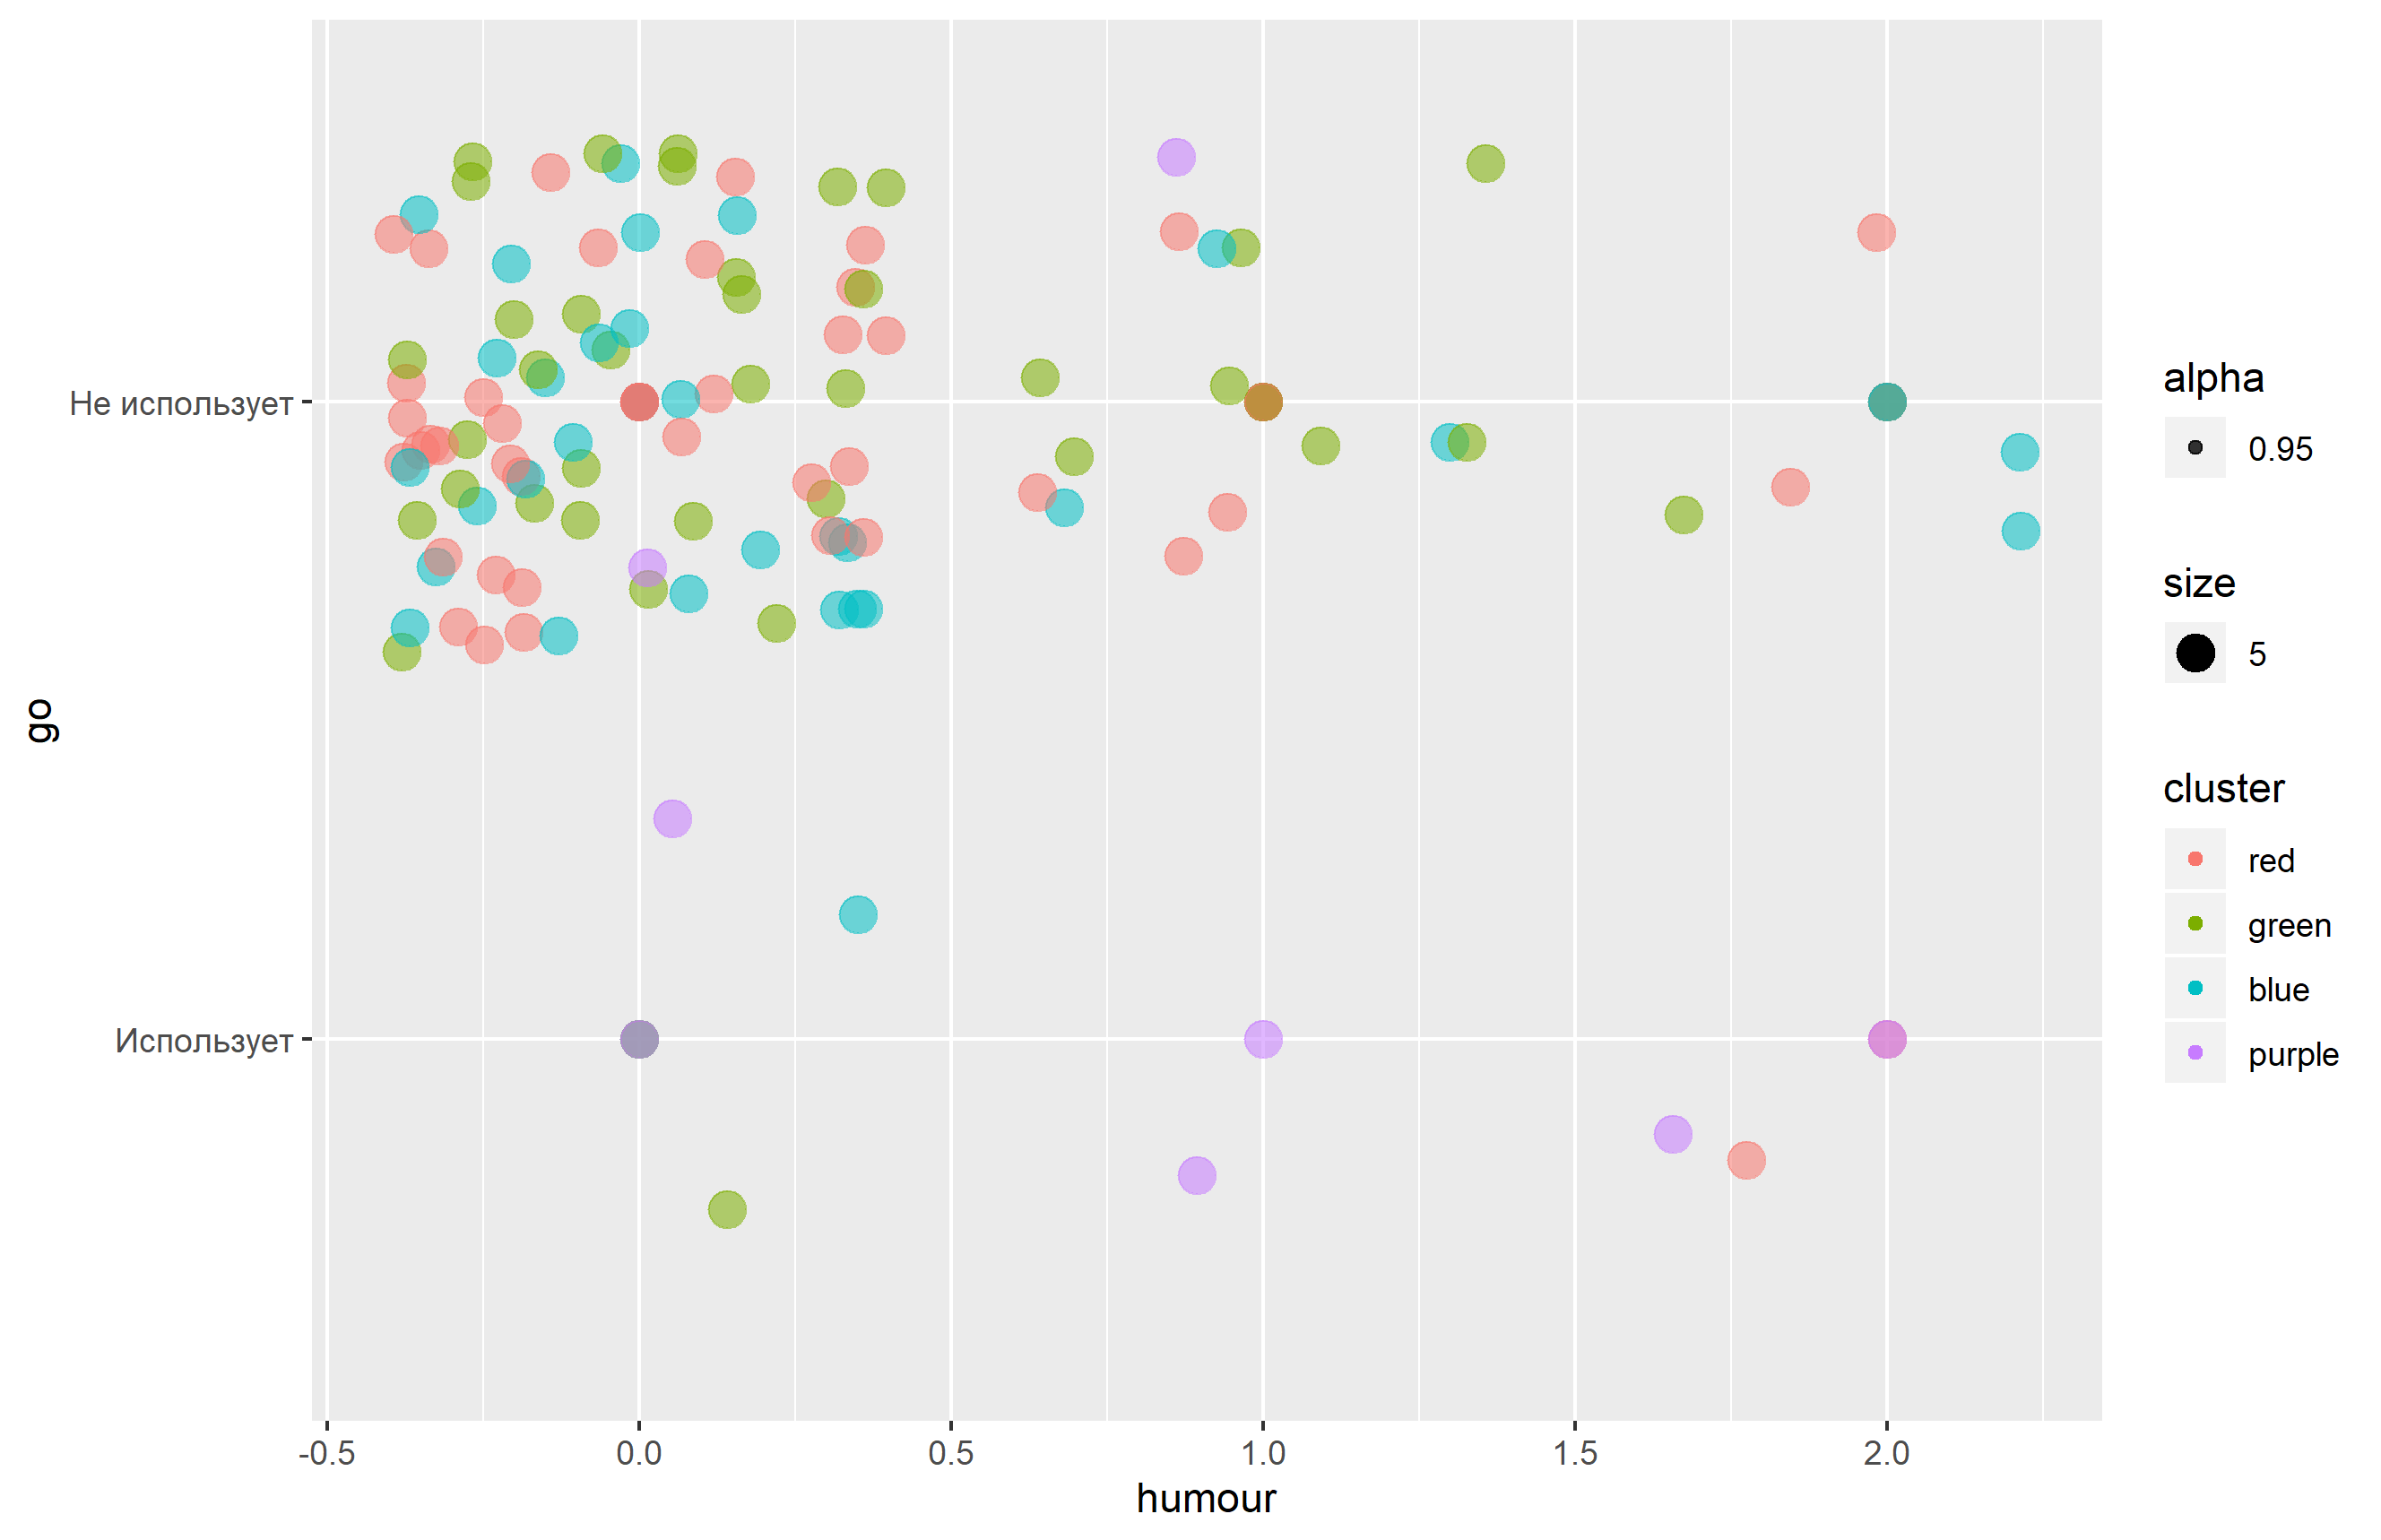 go
Не использует
Использует
-0.5
0.0
0.5
1.0
1.5
2.0
humour
alpha
0.95
size
5
cluster
red
green
blue
purple